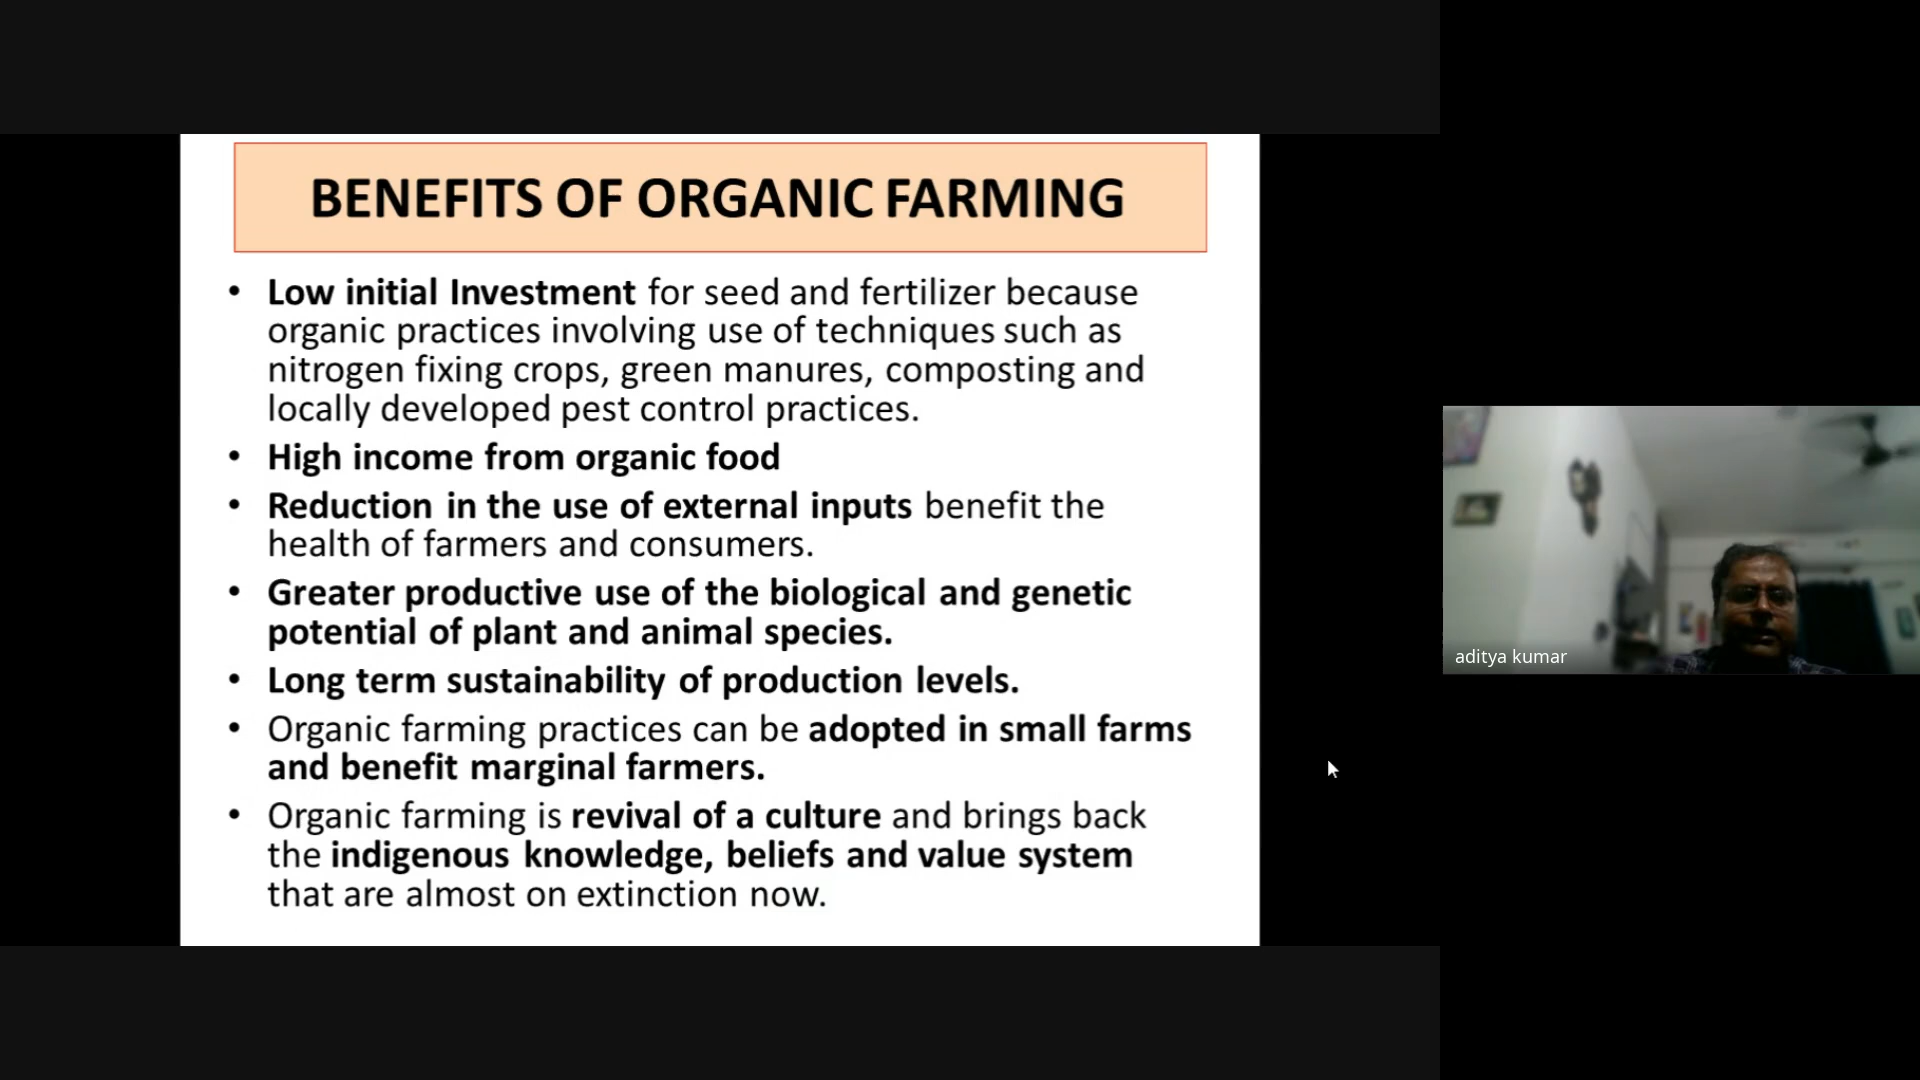 BENEFITS OF ORGANIC FARMING
• Low initial Investment for seed and fertilizer because
organic practices involving use of techniques such as
nitrogen fixing crops, green manures, composting and
locally developed pest control practices.
• High income from organic food
• Reduction in the use of external inputs benefit the
health of farmers and consumers.
• Greater productive use of the biological and genetic
potential of plant and animal species.
• Long term sustainability of production levels.
• Organic farming practices can be adopted in small farms
and benefit marginal farmers.
• Organic farming is revival of a culture and brings back
the indigenous knowledge, beliefs and value system
that are almost on extinction now.
aditya kumar